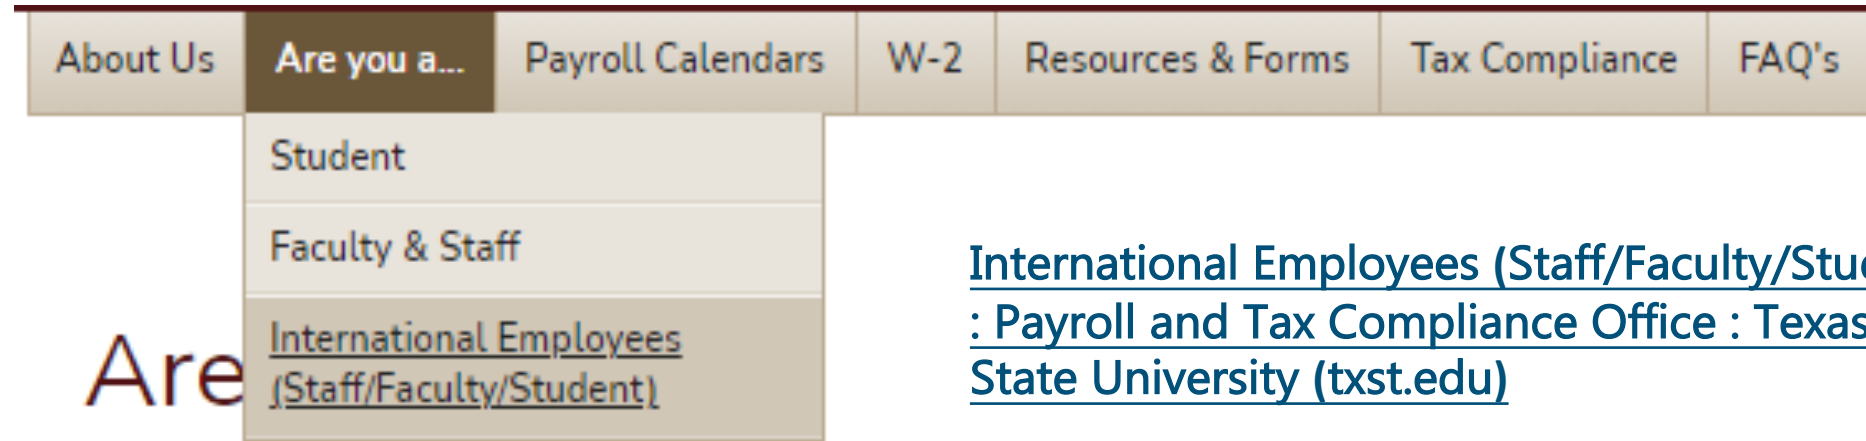 About Us Are you a... Payroll Calendars W-2 Resources & Forms Tax Compliance FAQ's
Student
Faculty & Staff
International Employees
(Staff/Faculty/Student)
Are
International Employees (Staff/Faculty/Stu
: Payroll and Tax Compliance Office : Texas
State University (txst.edu)